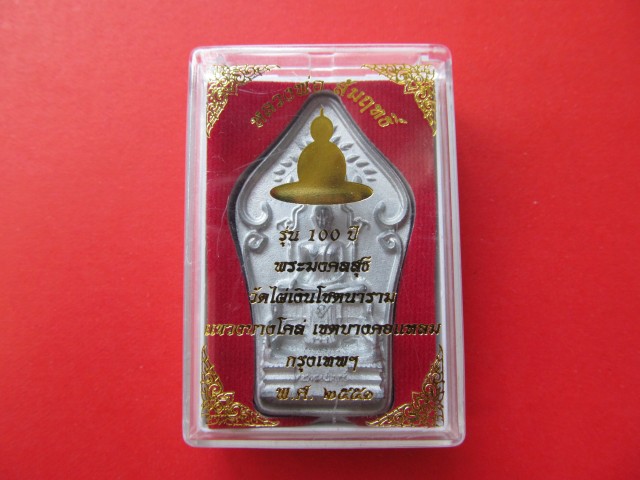 หลวงพ่อ สัมฤทธิ์
รุ่น 100 ปี
พระมงคลสุธี
วัดไผ่เงินโชตนาราม
แขวงบางโคล่ เขตบางคอแหลม
กรุงเทพฯ
พ.ศ. ๒๕๕๑